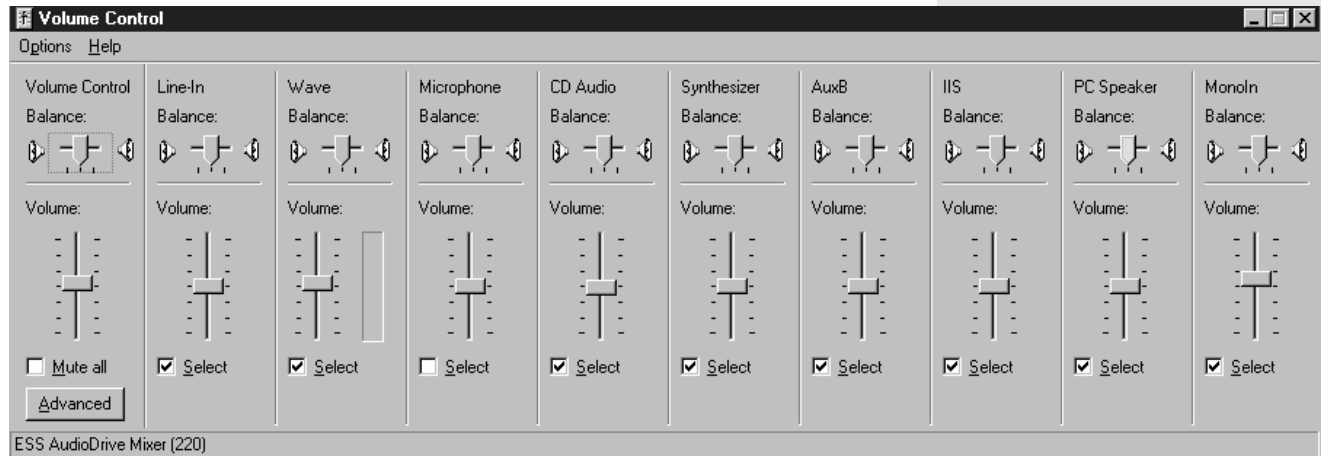 Volume Control
Options Help
Volume Control Line-In Wave Microphone CD Audio Synthesizer AuxB IIS PC Speaker MonoIn
Balance: Balance: Balance: Balance: Balance: Balance: Balance: Balance: Balance: Balance:
Volume: Volume: Volume: Volume: Volume: Volume: Volume: Volume: Volume: Volume:
Mute all Select Select Select Select Select Select Select Select Select
Advanced
ESS AudioDrive Mixer (220)